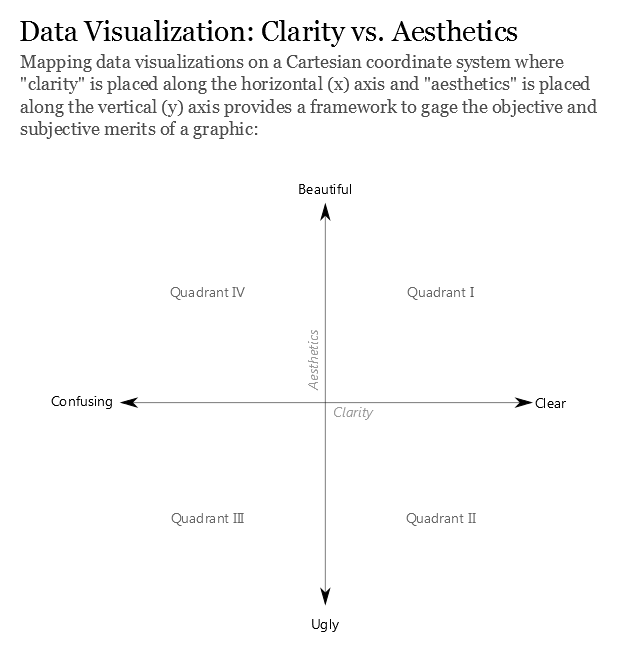 Data Visualization: Clarity vs. Aesthetics
Mapping data visualizations on a Cartesian coordinate system where
"clarity" is placed along the horizontal (x) axis and "aesthetics" is placed
along the vertical (y) axis provides a framework to gage the objective and
subjective merits of a graphic:
Beautiful
Quadrant IV
Quadrant I
Aesthetics
Confusing
Clear
Clarity
Quadrant III
Quadrant II
Ugly